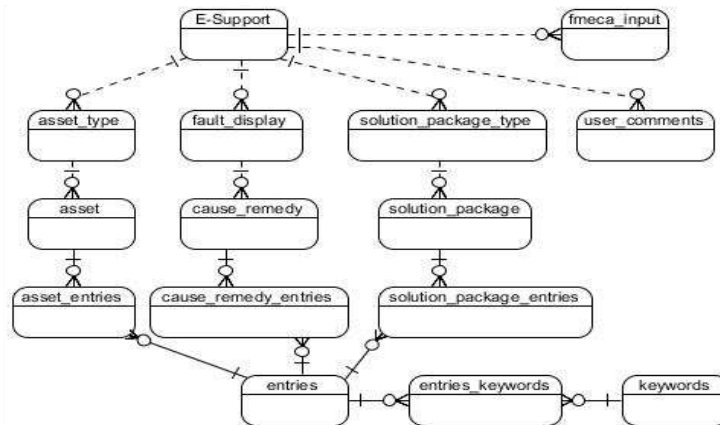 E-Support
fmeca_input
asset_type
fault_display
solution_package_type
user_comments
asset
cause_remedy
solution_package
asset_entries
cause_remedy_entries
solution_package_entries
entries
entries_keywords
keywords